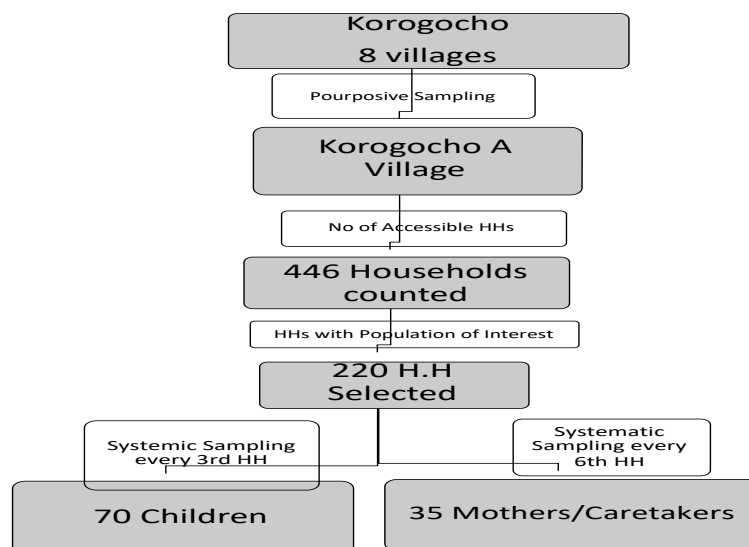 Korogocho
8 villages
Pourposive Sampling
Korogocho A
Village
No of Accessible HHs
446 Households
counted
HHs with Population of Interest
220 H.H
Selected
Systemic Sampling
every 3rd HH
Systematic
Sampling every
6th HH
70 Children
35 Mothers/Caretakers